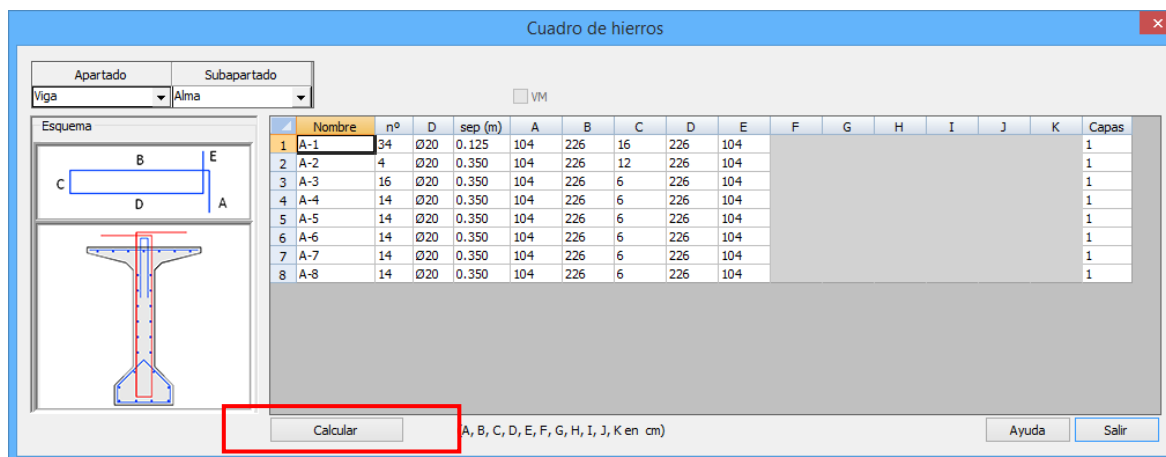 Cuadro de hierros
Apartado Subapartado
Viga Alma
VM
Esquema
B E
C
D A
Nombre nº D sep (m) A B C D E F G H I J K Capas
1 A-1 34 Ø20 0.125 104 226 16 226 104 1
2 A-2 4 Ø20 0.350 104 226 12 226 104 1
3 A-3 16 Ø20 0.350 104 226 6 226 104 1
4 A-4 14 Ø20 0.350 104 226 6 226 104 1
5 A-5 14 Ø20 0.350 104 226 6 226 104 1
6 A-6 14 Ø20 0.350 104 226 6 226 104 1
7 A-7 14 Ø20 0.350 104 226 6 226 104 1
8 A-8 14 Ø20 0.350 104 226 6 226 104 1
Calcular (A, B, C, D, E, F, G, H, I, J, K en cm) Ayuda Salir